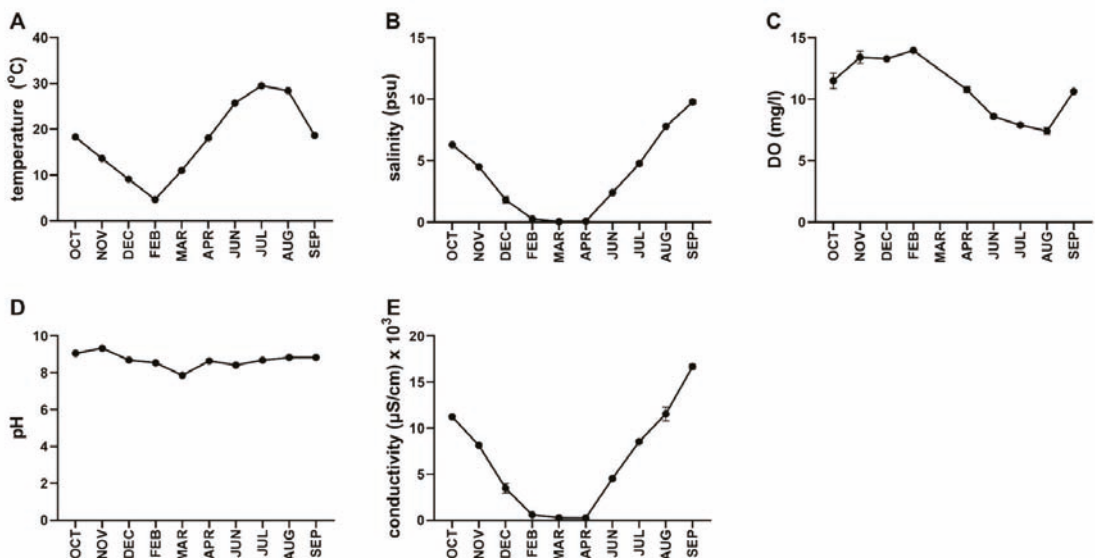 A
temperature (°C)
40
30
20
10
0
OCT NOV DEC FEB MAR APR JUN JUL AUG SEP
B
salinity (psu)
15
10
5
0
OCT NOV DEC FEB MAR APR JUN JUL AUG SEP
C
DO (mg/l)
15
10
5
0
OCT NOV DEC FEB MAR APR JUN JUL AUG SEP
D
pH
10
8
6
4
2
0
OCT NOV DEC FEB MAR APR JUN JUL AUG SEP
E
conductivity (µS/cm) x 10³
20
15
10
5
0
OCT NOV DEC FEB MAR APR JUN JUL AUG SEP